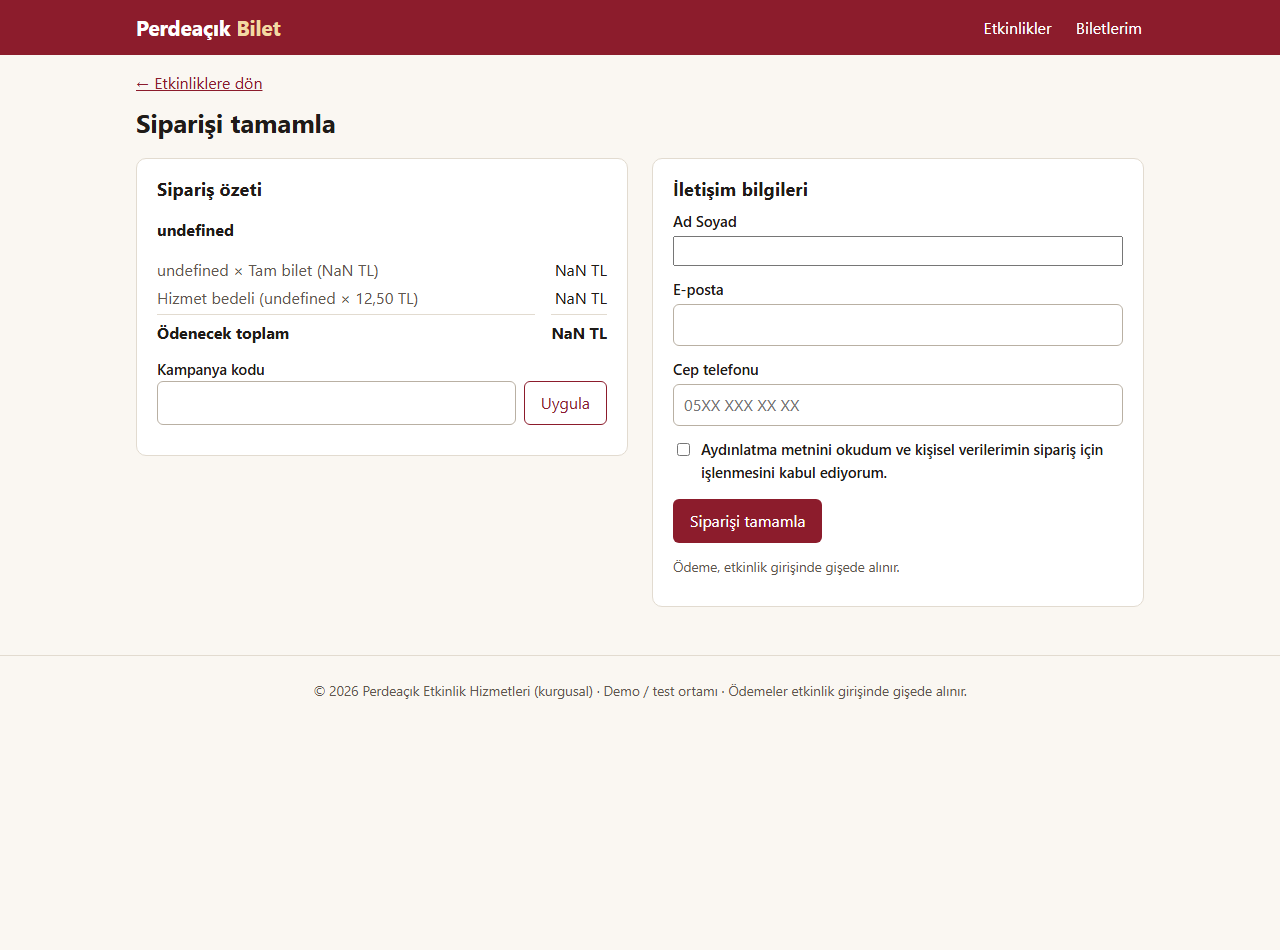 Perdeaçık Bilet
Etkinlikler
Biletlerim
← Etkinliklere dön
Siparişi tamamla
Sipariş özeti
undefined
undefined × Tam bilet (NaN TL) NaN TL
Hizmet bedeli (undefined × 12,50 TL) NaN TL
Ödenecek toplam NaN TL
Kampanya kodu
Uygula
İletişim bilgileri
Ad Soyad
E-posta
Cep telefonu
05XX XXX XX XX
Aydınlatma metnini okudum ve kişisel verilerimin sipariş için
işlenmesini kabul ediyorum.
Siparişi tamamla
Ödeme, etkinlik girişinde gişede alınır.
© 2026 Perdeaçık Etkinlik Hizmetleri (kurgusal) · Demo / test ortamı · Ödemeler etkinlik girişinde gişede alınır.